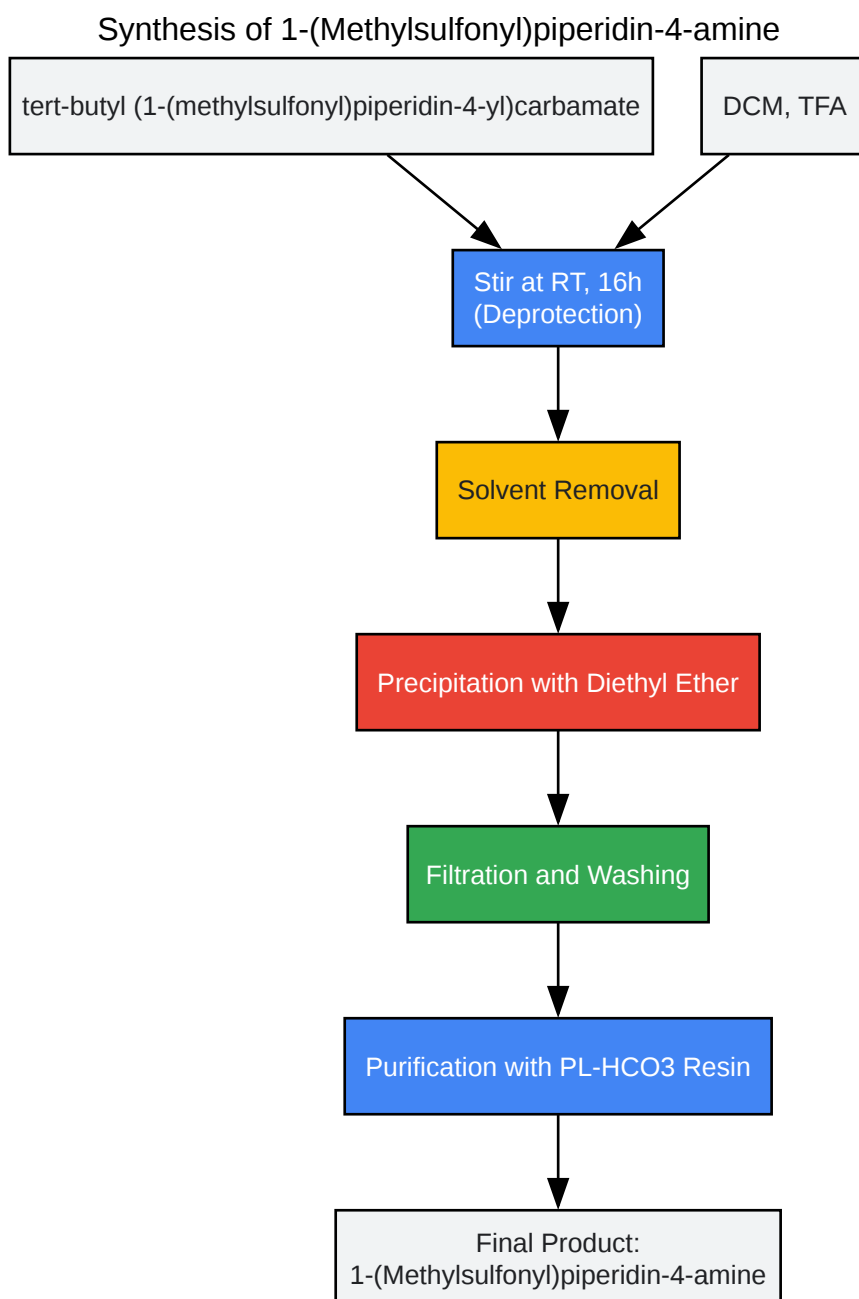 Synthesis of 1-(Methylsulfonyl)piperidin-4-amine
tert-butyl (1-(methylsulfonyl)piperidin-4-yl)carbamate
DCM, TFA
Stir at RT, 16h
(Deprotection)
Solvent Removal
Precipitation with Diethyl Ether
Filtration and Washing
Purification with PL-HCO3 Resin
Final Product:
1-(Methylsulfonyl)piperidin-4-amine